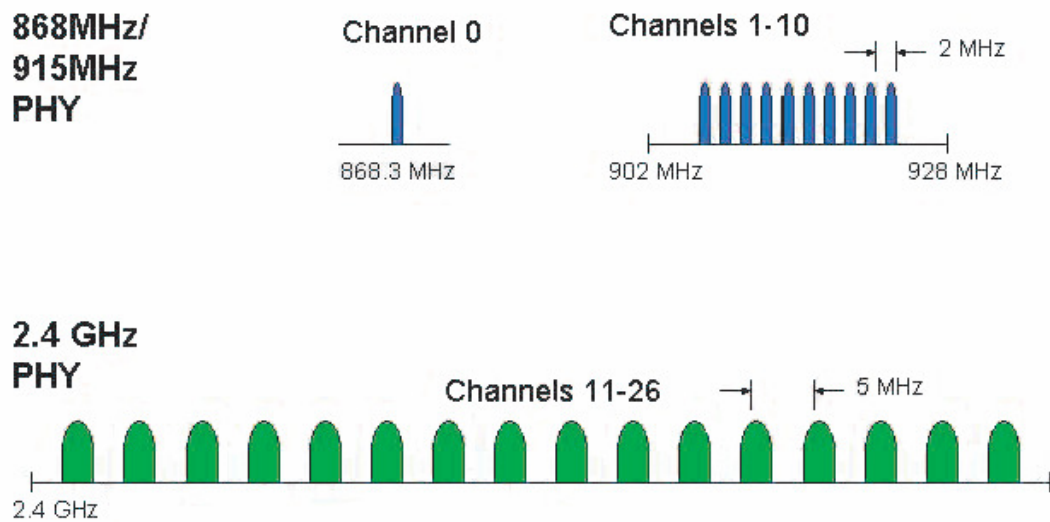 868MHz/
915MHz
PHY
Channel 0
Channels 1-10
2 MHz
868.3 MHz
902 MHz
928 MHz
2.4 GHz
PHY
Channels 11-26
5 MHz
2.4 GHz